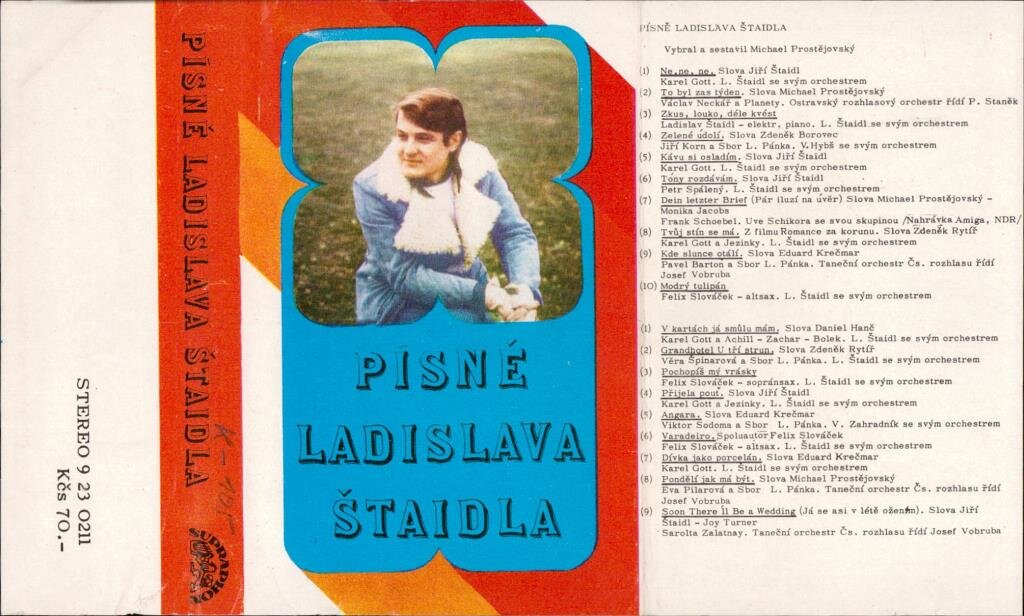 STEREO 9 23 0211
Kčs 70.-
PÍSNĚ LADISLAVA ŠTAIDLA
SUPRAPHON
PÍSNĚ
LADISLAVA
ŠTAIDLA
PÍSNĚ LADISLAVA ŠTAIDLA
Vybral a sestavil Michael Prostějovský
(1) Ne, ne, ne. Slova Jiří Štaidl
Karel Gott. L. Štaidl se svým orchestrem
(2) To byl zas týden. Slova Michael Prostějovský
Václav Neckář a Planety. Ostravský rozhlasový orchestr řídí P. Staněk
(3) Zkus, louko, déle kvést
Ladislav Štaidl - elektr. piano. L. Štaidl se svým orchestrem
(4) Zelené údolí. Slova Zdeněk Borovec
Jiří Korn a Sbor L. Pánka. V. Hybš se svým orchestrem
(5) Kávu si osladím. Slova Jiří Štaidl
Karel Gott. L. Štaidl se svým orchestrem
(6) Tóny rozdávám. Slova Jiří Štaidl
Petr Spálený. L. Štaidl se svým orchestrem
(7) Dein letzter Brief (Pár iluzí na úvěr) Slova Michael Prostějovský -
Monika Jacobs
Frank Schoebel. Uve Schikora se svou skupinou /Nahrávka Amiga, NDR/
(8) Tvůj stín se má. Z filmu Romance za korunu. Slova Zdeněk Rytíř
Karel Gott a Jezinky. L. Štaidl se svým orchestrem
(9) Kde slunce otálí. Slova Eduard Krečmar
Pavel Bartoň a Sbor L. Pánka. Taneční orchestr Čs. rozhlasu řídí
Josef Vobruba
(10) Modrý tulipán
Felix Slováček - altsax. L. Štaidl se svým orchestrem
(1) V kartách já smůlu mám. Slova Daniel Hanč
Karel Gott a Achill - Zachar - Bolek. L. Štaidl se svým orchestrem
(2) Grandhotel U tří strun. Slova Zdeněk Rytíř
Věra Špinarová a Sbor L. Pánka. L. Štaidl se svým orchestrem
(3) Pochopíš mý vrásky
Felix Slováček - sopránsax. L. Štaidl se svým orchestrem
(4) Přijela pouť. Slova Jiří Štaidl
Karel Gott a Jezinky. L. Štaidl se svým orchestrem
(5) Angara. Slova Eduard Krečmar
Viktor Sodoma a Sbor L. Pánka. V. Zahradník se svým orchestrem
(6) Varadeiro. Spoluautor Felix Slováček
Felix Slováček - altsax. L. Štaidl se svým orchestrem
(7) Dívka jako porcelán. Slova Eduard Krečmar
Karel Gott. L. Štaidl se svým orchestrem
(8) Pondělí jak má být. Slova Michael Prostějovský
Eva Pilarová a Sbor L. Pánka. Taneční orchestr Čs. rozhlasu řídí
Josef Vobruba
(9) Soon There ll Be a Wedding (Já se asi v létě ožením). Slova Jiří
Štaidl - Joy Turner
Sarolta Zalatnay. Taneční orchestr Čs. rozhlasu řídí Josef Vobruba